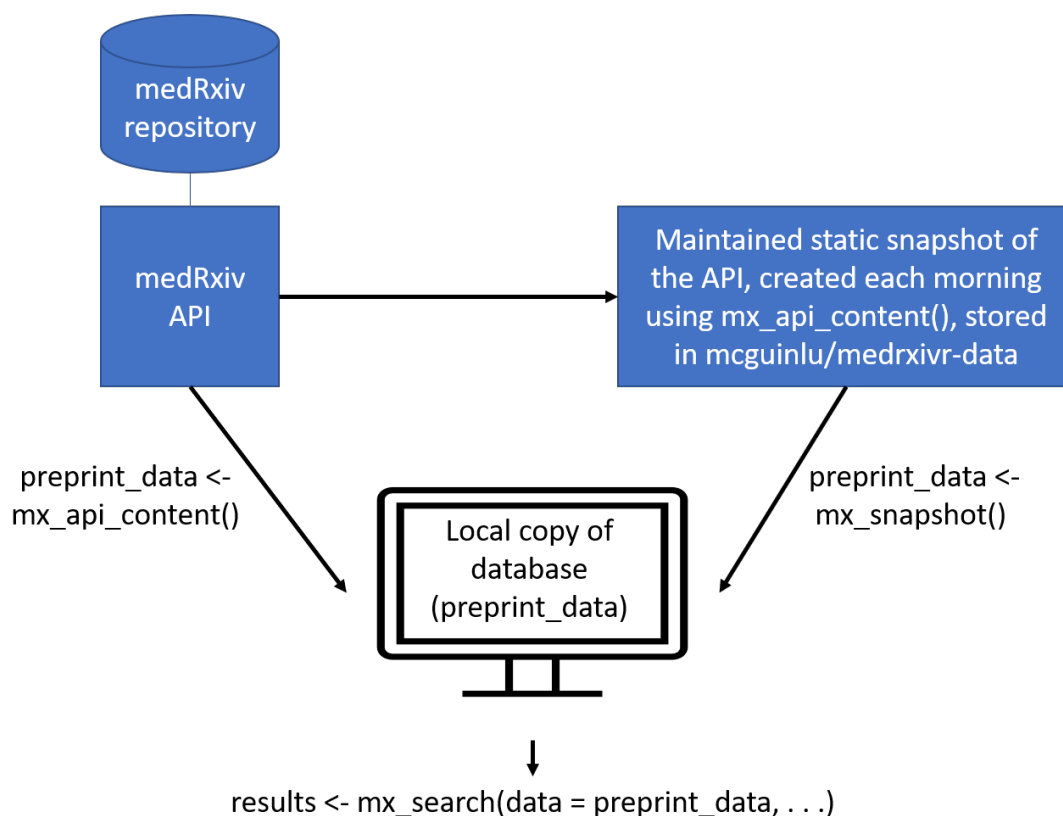 medRxiv
repository
medRxiv
API
Maintained static snapshot of
the API, created each morning
using mx_api_content(), stored
in mcguinlu/medrxivr-data
preprint_data <-
mx_api_content()
preprint_data <-
mx_snapshot()
Local copy of
database
(preprint_data)
results <- mx_search(data = preprint_data, . . .)